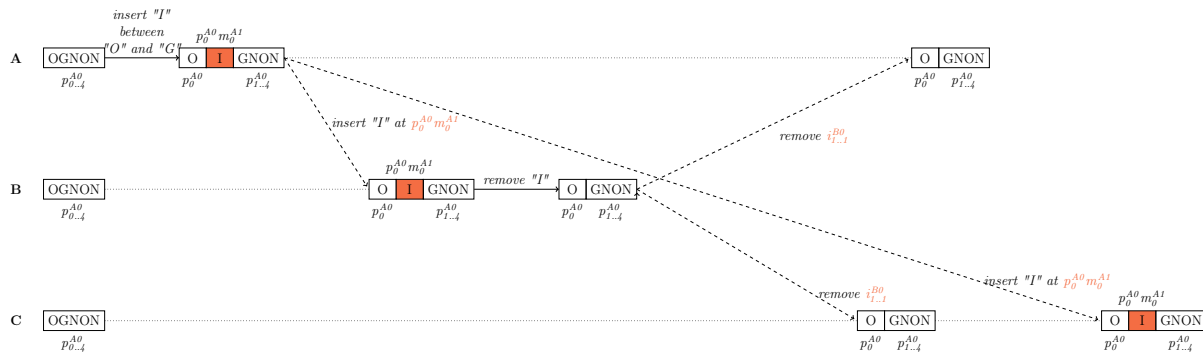 insert "I"
between
"O" and "G"
p_0^{A0} m_0^{A1}
A
OGNON
O
I
GNON
O
GNON
p_{0..4}^{A0}
p_0^{A0}
p_{1..4}^{A0}
p_0^{A0}
p_{1..4}^{A0}
insert "I" at p_0^{A0} m_0^{A1}
remove i_{1..1}^{B0}
p_0^{A0} m_0^{A1}
B
OGNON
O
I
GNON
remove "I"
O
GNON
p_{0..4}^{A0}
p_0^{A0}
p_{1..4}^{A0}
p_0^{A0}
p_{1..4}^{A0}
insert "I" at p_0^{A0} m_0^{A1}
remove i_{1..1}^{B0}
p_0^{A0} m_0^{A1}
C
OGNON
O
GNON
O
I
GNON
p_{0..4}^{A0}
p_0^{A0}
p_{1..4}^{A0}
p_0^{A0}
p_{1..4}^{A0}